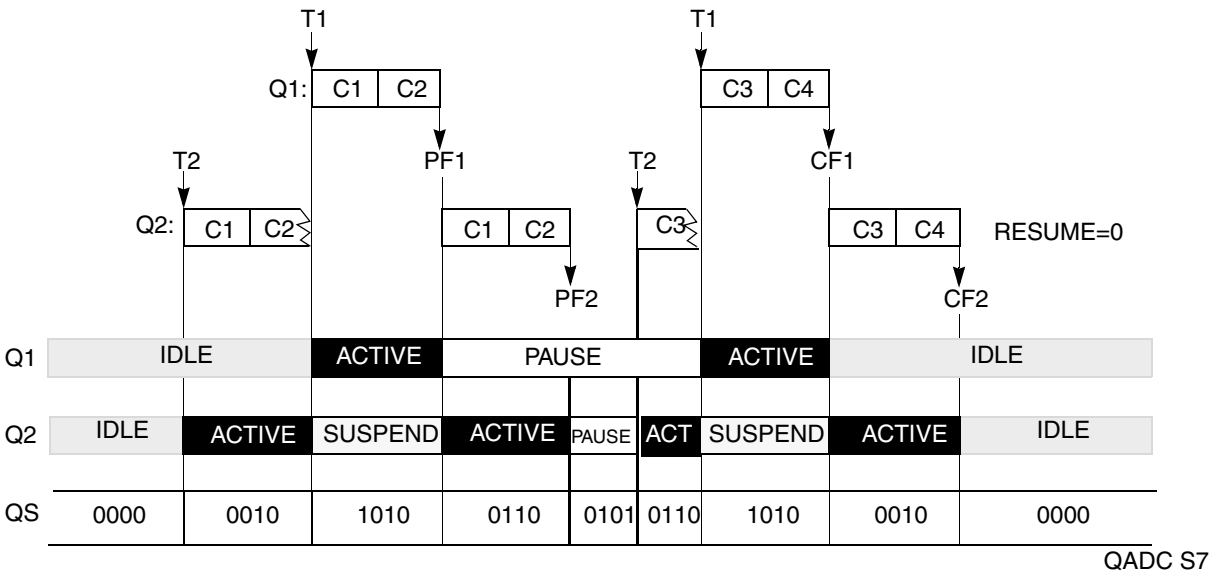 T1 T1
Q1: C1 C2 C3 C4
T2 PF1 T2 CF1
Q2: C1 C2 C1 C2 C3 C3 C4 RESUME=0
PF2 CF2
Q1 IDLE ACTIVE PAUSE ACTIVE IDLE
Q2 IDLE ACTIVE SUSPEND ACTIVE PAUSE ACT SUSPEND ACTIVE IDLE
QS 0000 0010 1010 0110 0101 0110 1010 0010 0000
QADC S7